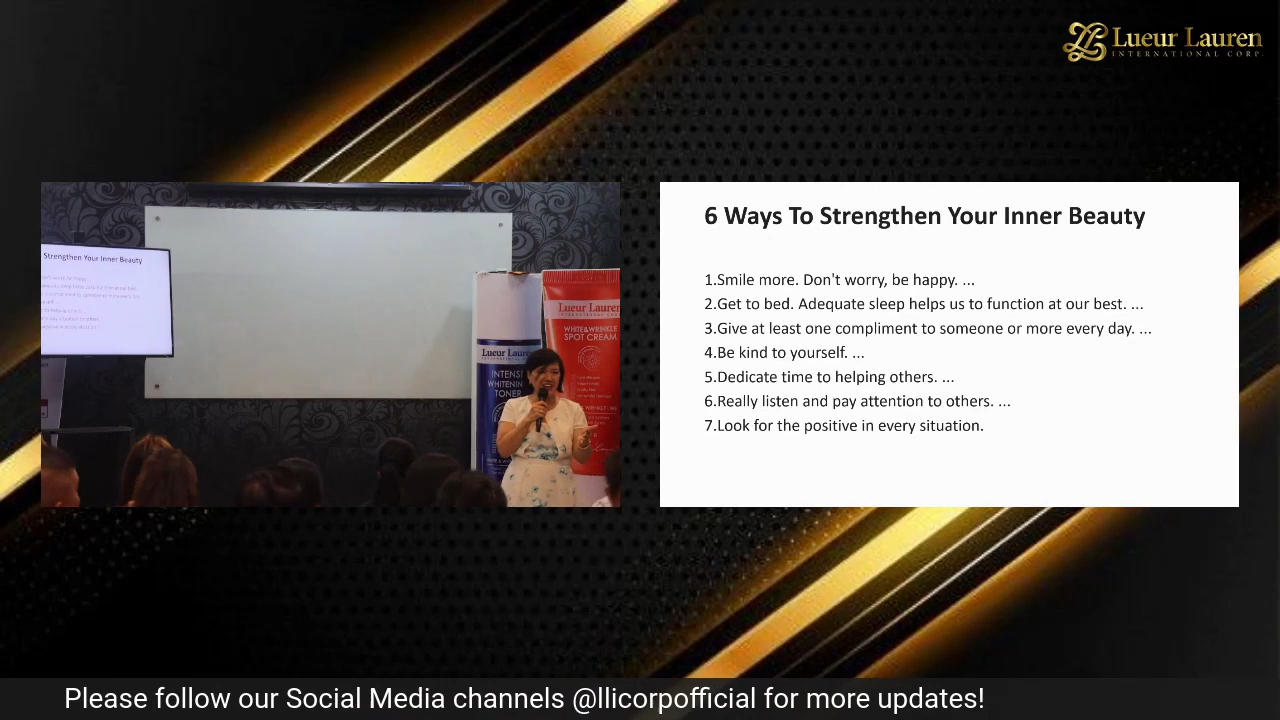 Lueur Lauren
INTERNATIONAL CORP.
6 Ways To Strengthen Your Inner Beauty
1.Smile more. Don't worry, be happy. ...
2.Get to bed. Adequate sleep helps us to function at our best. ...
3.Give at least one compliment to someone or more every day. ...
4.Be kind to yourself. ...
5.Dedicate time to helping others. ...
6.Really listen and pay attention to others. ...
7.Look for the positive in every situation.
Strengthen Your Inner Beauty
Lueur Lauren
WHITE&WRINKLE
SPOT CREAM
Lueur Laure
INTENSI
WHITENIN
TONER
Please follow our Social Media channels @llicorpofficial for more updates!